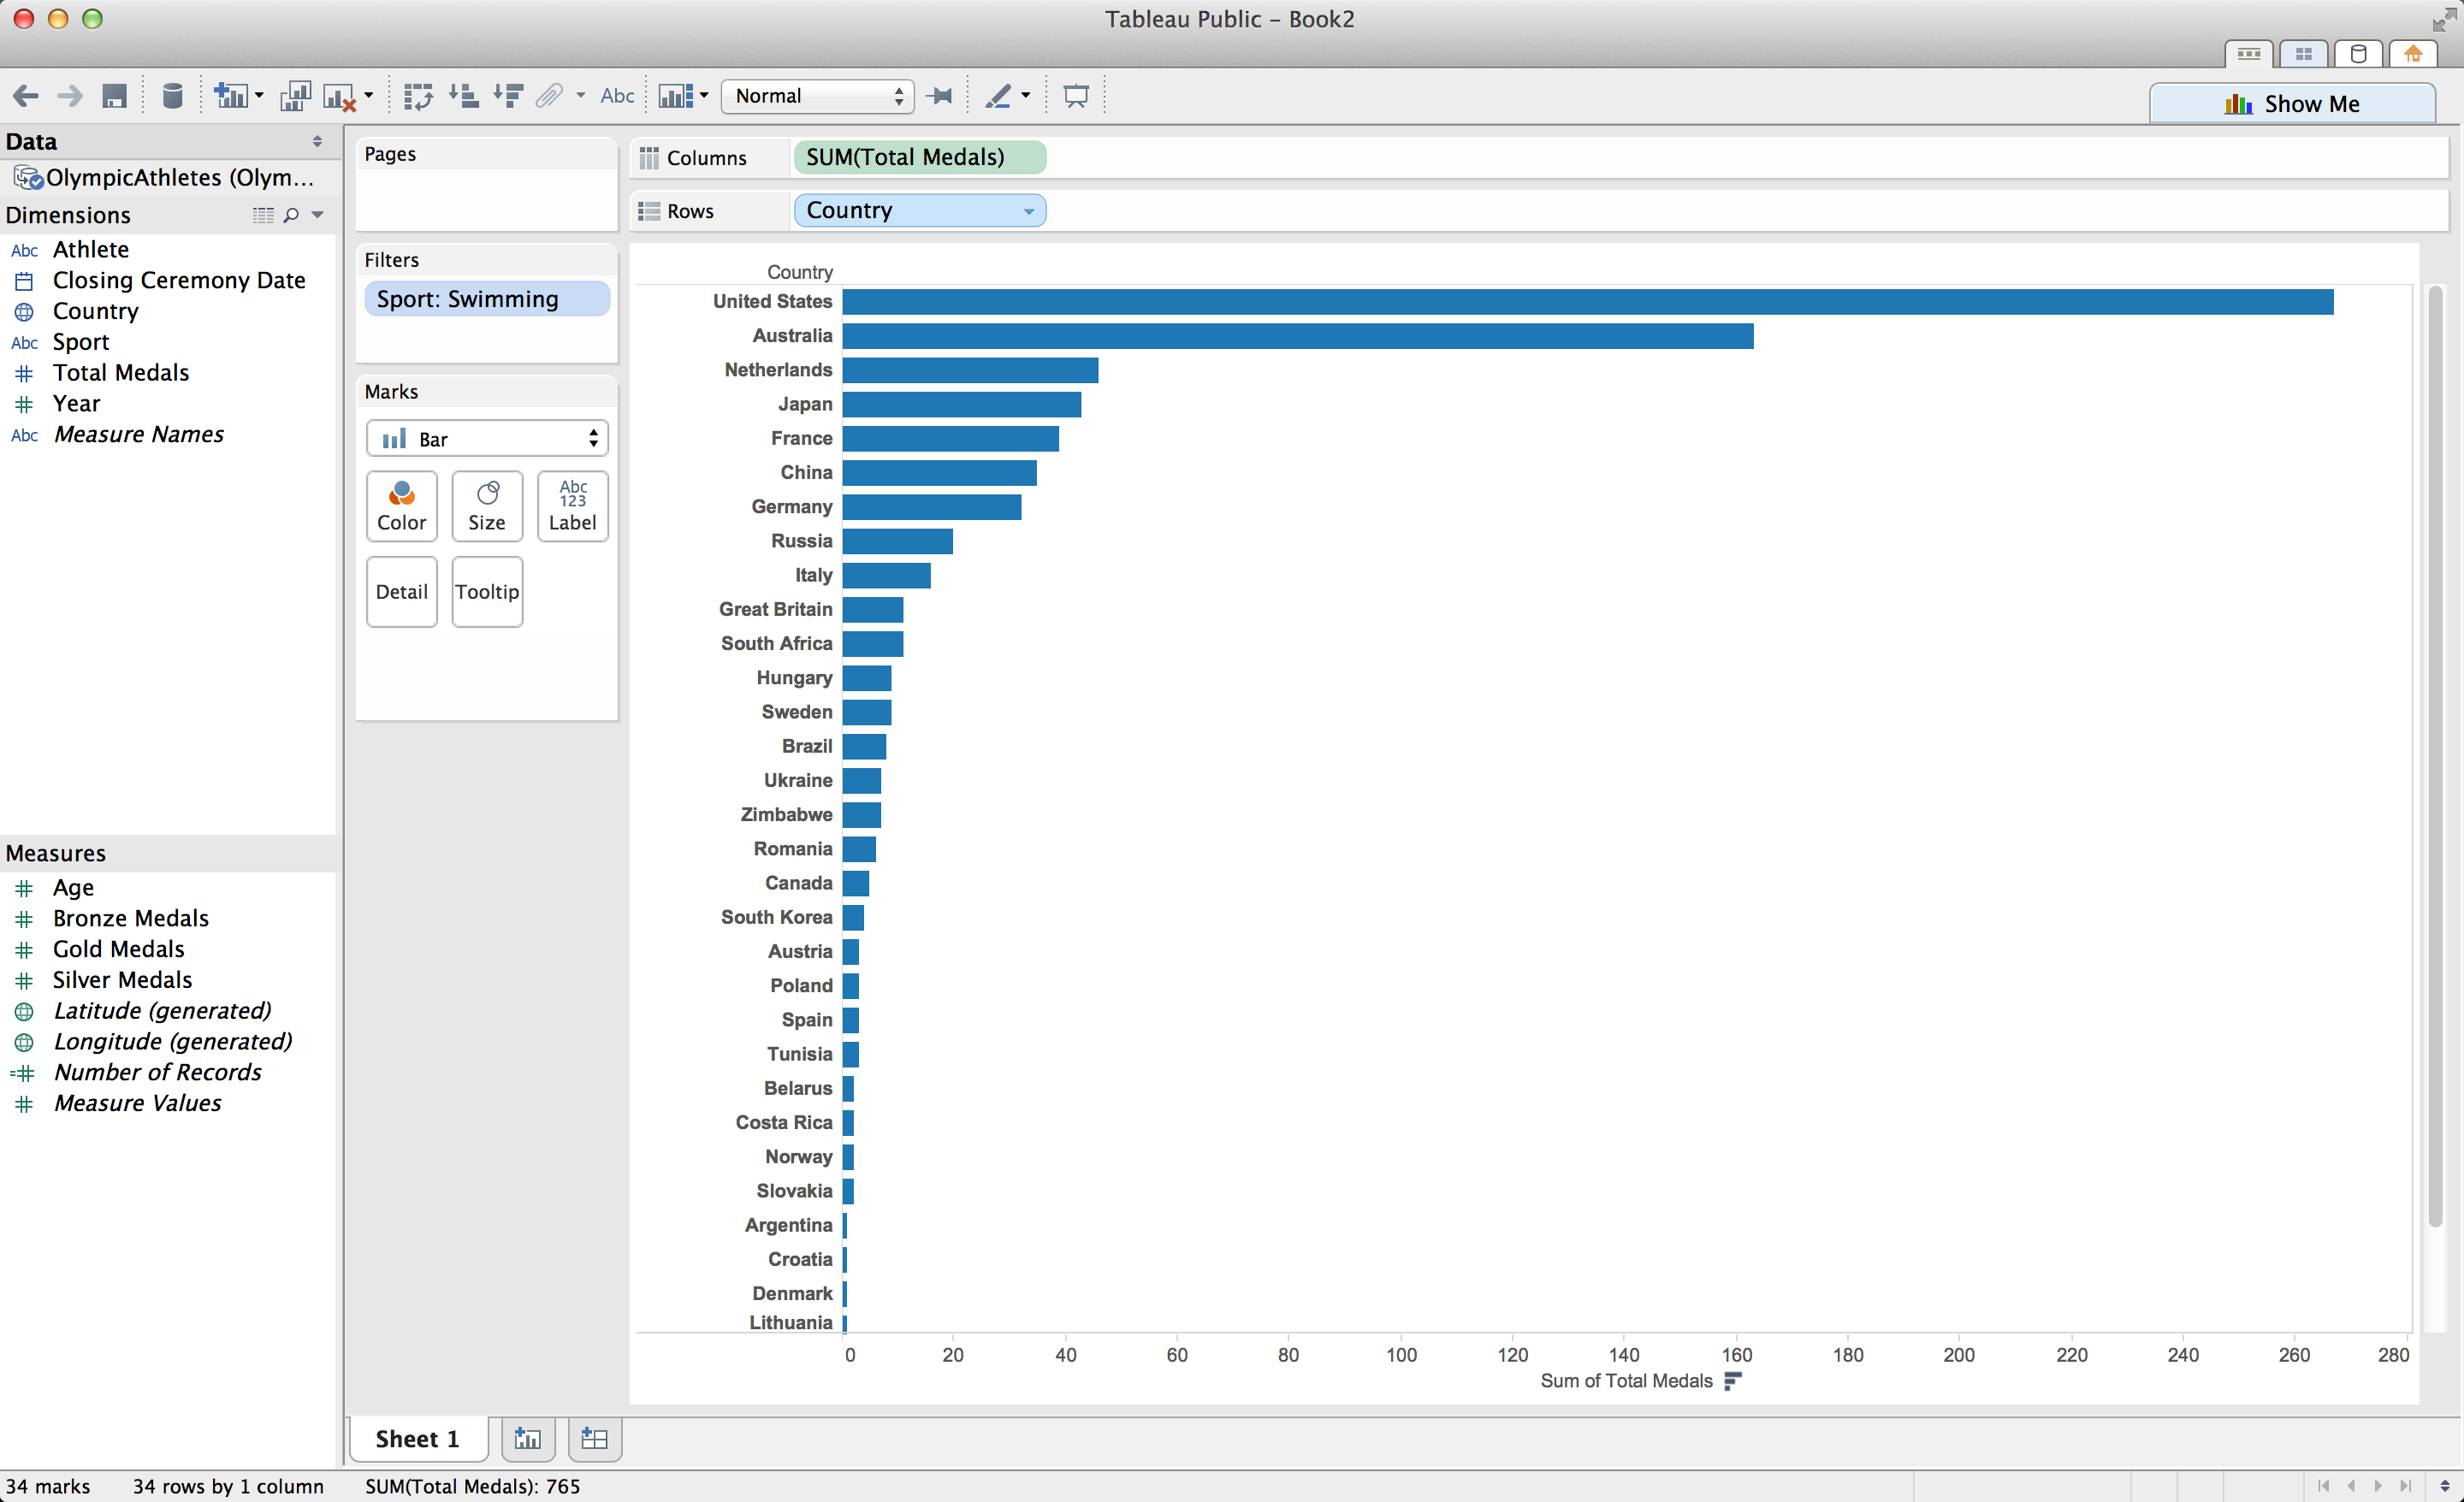 Tableau Public – Book2
Abc
Normal
Show Me
Data
OlympicAthletes (Olym...
Dimensions
Abc Athlete
Closing Ceremony Date
Country
Abc Sport
Total Medals
Year
Abc Measure Names
Measures
Age
Bronze Medals
Gold Medals
Silver Medals
Latitude (generated)
Longitude (generated)
Number of Records
Measure Values
Pages
Filters
Sport: Swimming
Marks
Bar
Color
Size
Abc
123
Label
Detail
Tooltip
Columns
SUM(Total Medals)
Rows
Country
Country
United States
Australia
Netherlands
Japan
France
China
Germany
Russia
Italy
Great Britain
South Africa
Hungary
Sweden
Brazil
Ukraine
Zimbabwe
Romania
Canada
South Korea
Austria
Poland
Spain
Tunisia
Belarus
Costa Rica
Norway
Slovakia
Argentina
Croatia
Denmark
Lithuania
0 20 40 60 80 100 120 140 160 180 200 220 240 260 280
Sum of Total Medals
Sheet 1
34 marks 34 rows by 1 column SUM(Total Medals): 765